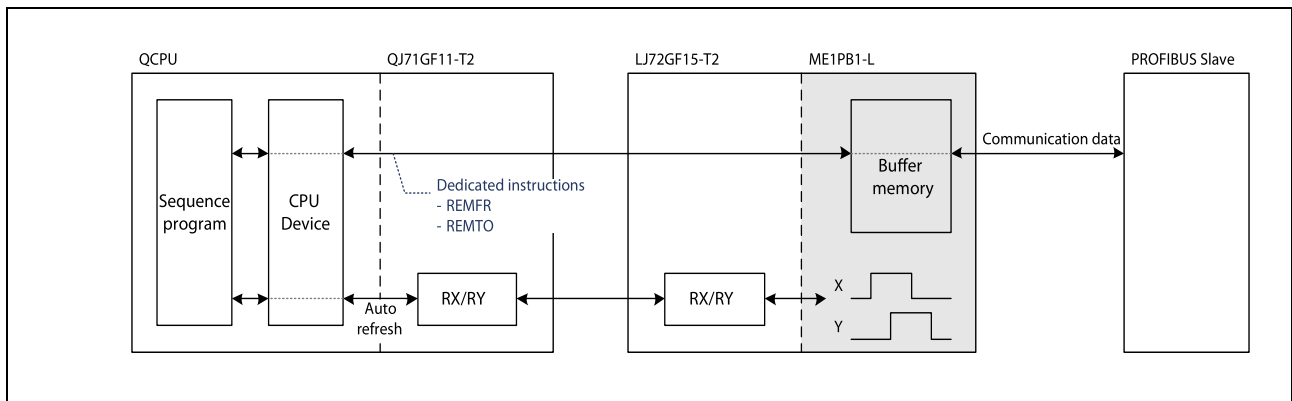 QCPU
QJ71GF11-T2
LJ72GF15-T2
ME1PB1-L
PROFIBUS Slave
Communication data
Buffer
memory
Dedicated instructions
- REMFR
- REMTO
Sequence
program
CPU
Device
RX/RY
RX/RY
X
Y
Auto
refresh